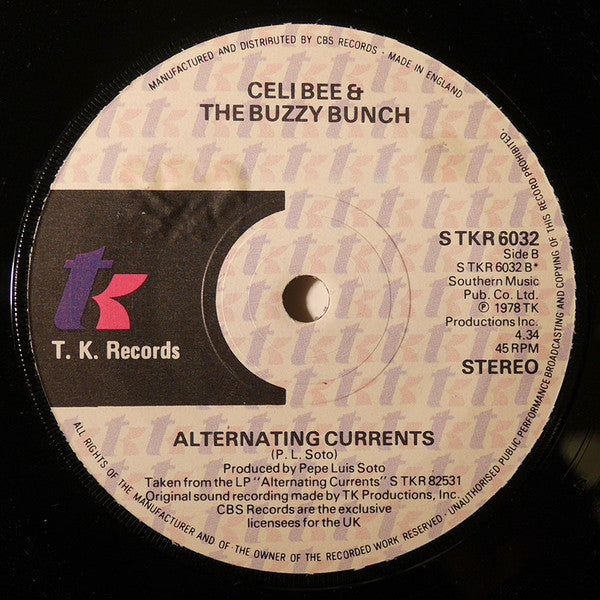 MANUFACTURED AND DISTRIBUTED BY CBS RECORDS · MADE IN ENGLAND
CELI BEE &
THE BUZZY BUNCH
tk
T. K. Records
S TKR 6032
Side B
S TKR 6032 B*
Southern Music
Pub. Co. Ltd.
℗ 1978 TK
Productions Inc.
4.34
45 RPM
STEREO
ALTERNATING CURRENTS
(P. L. Soto)
Produced by Pepe Luis Soto
Taken from the LP "Alternating Currents" S TKR 82531
Original sound recording made by TK Productions, Inc.
CBS Records are the exclusive
licensees for the UK
ALL RIGHTS OF THE MANUFACTURER AND OF THE OWNER OF THE RECORDED WORK RESERVED · UNAUTHORISED PUBLIC PERFORMANCE BROADCASTING AND COPYING OF THIS RECORD PROHIBITED.